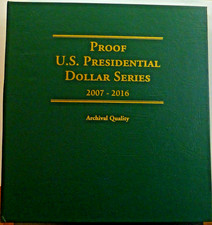 PROOF
U.S. PRESIDENTIAL
DOLLAR SERIES
2007 - 2016
Archival Quality